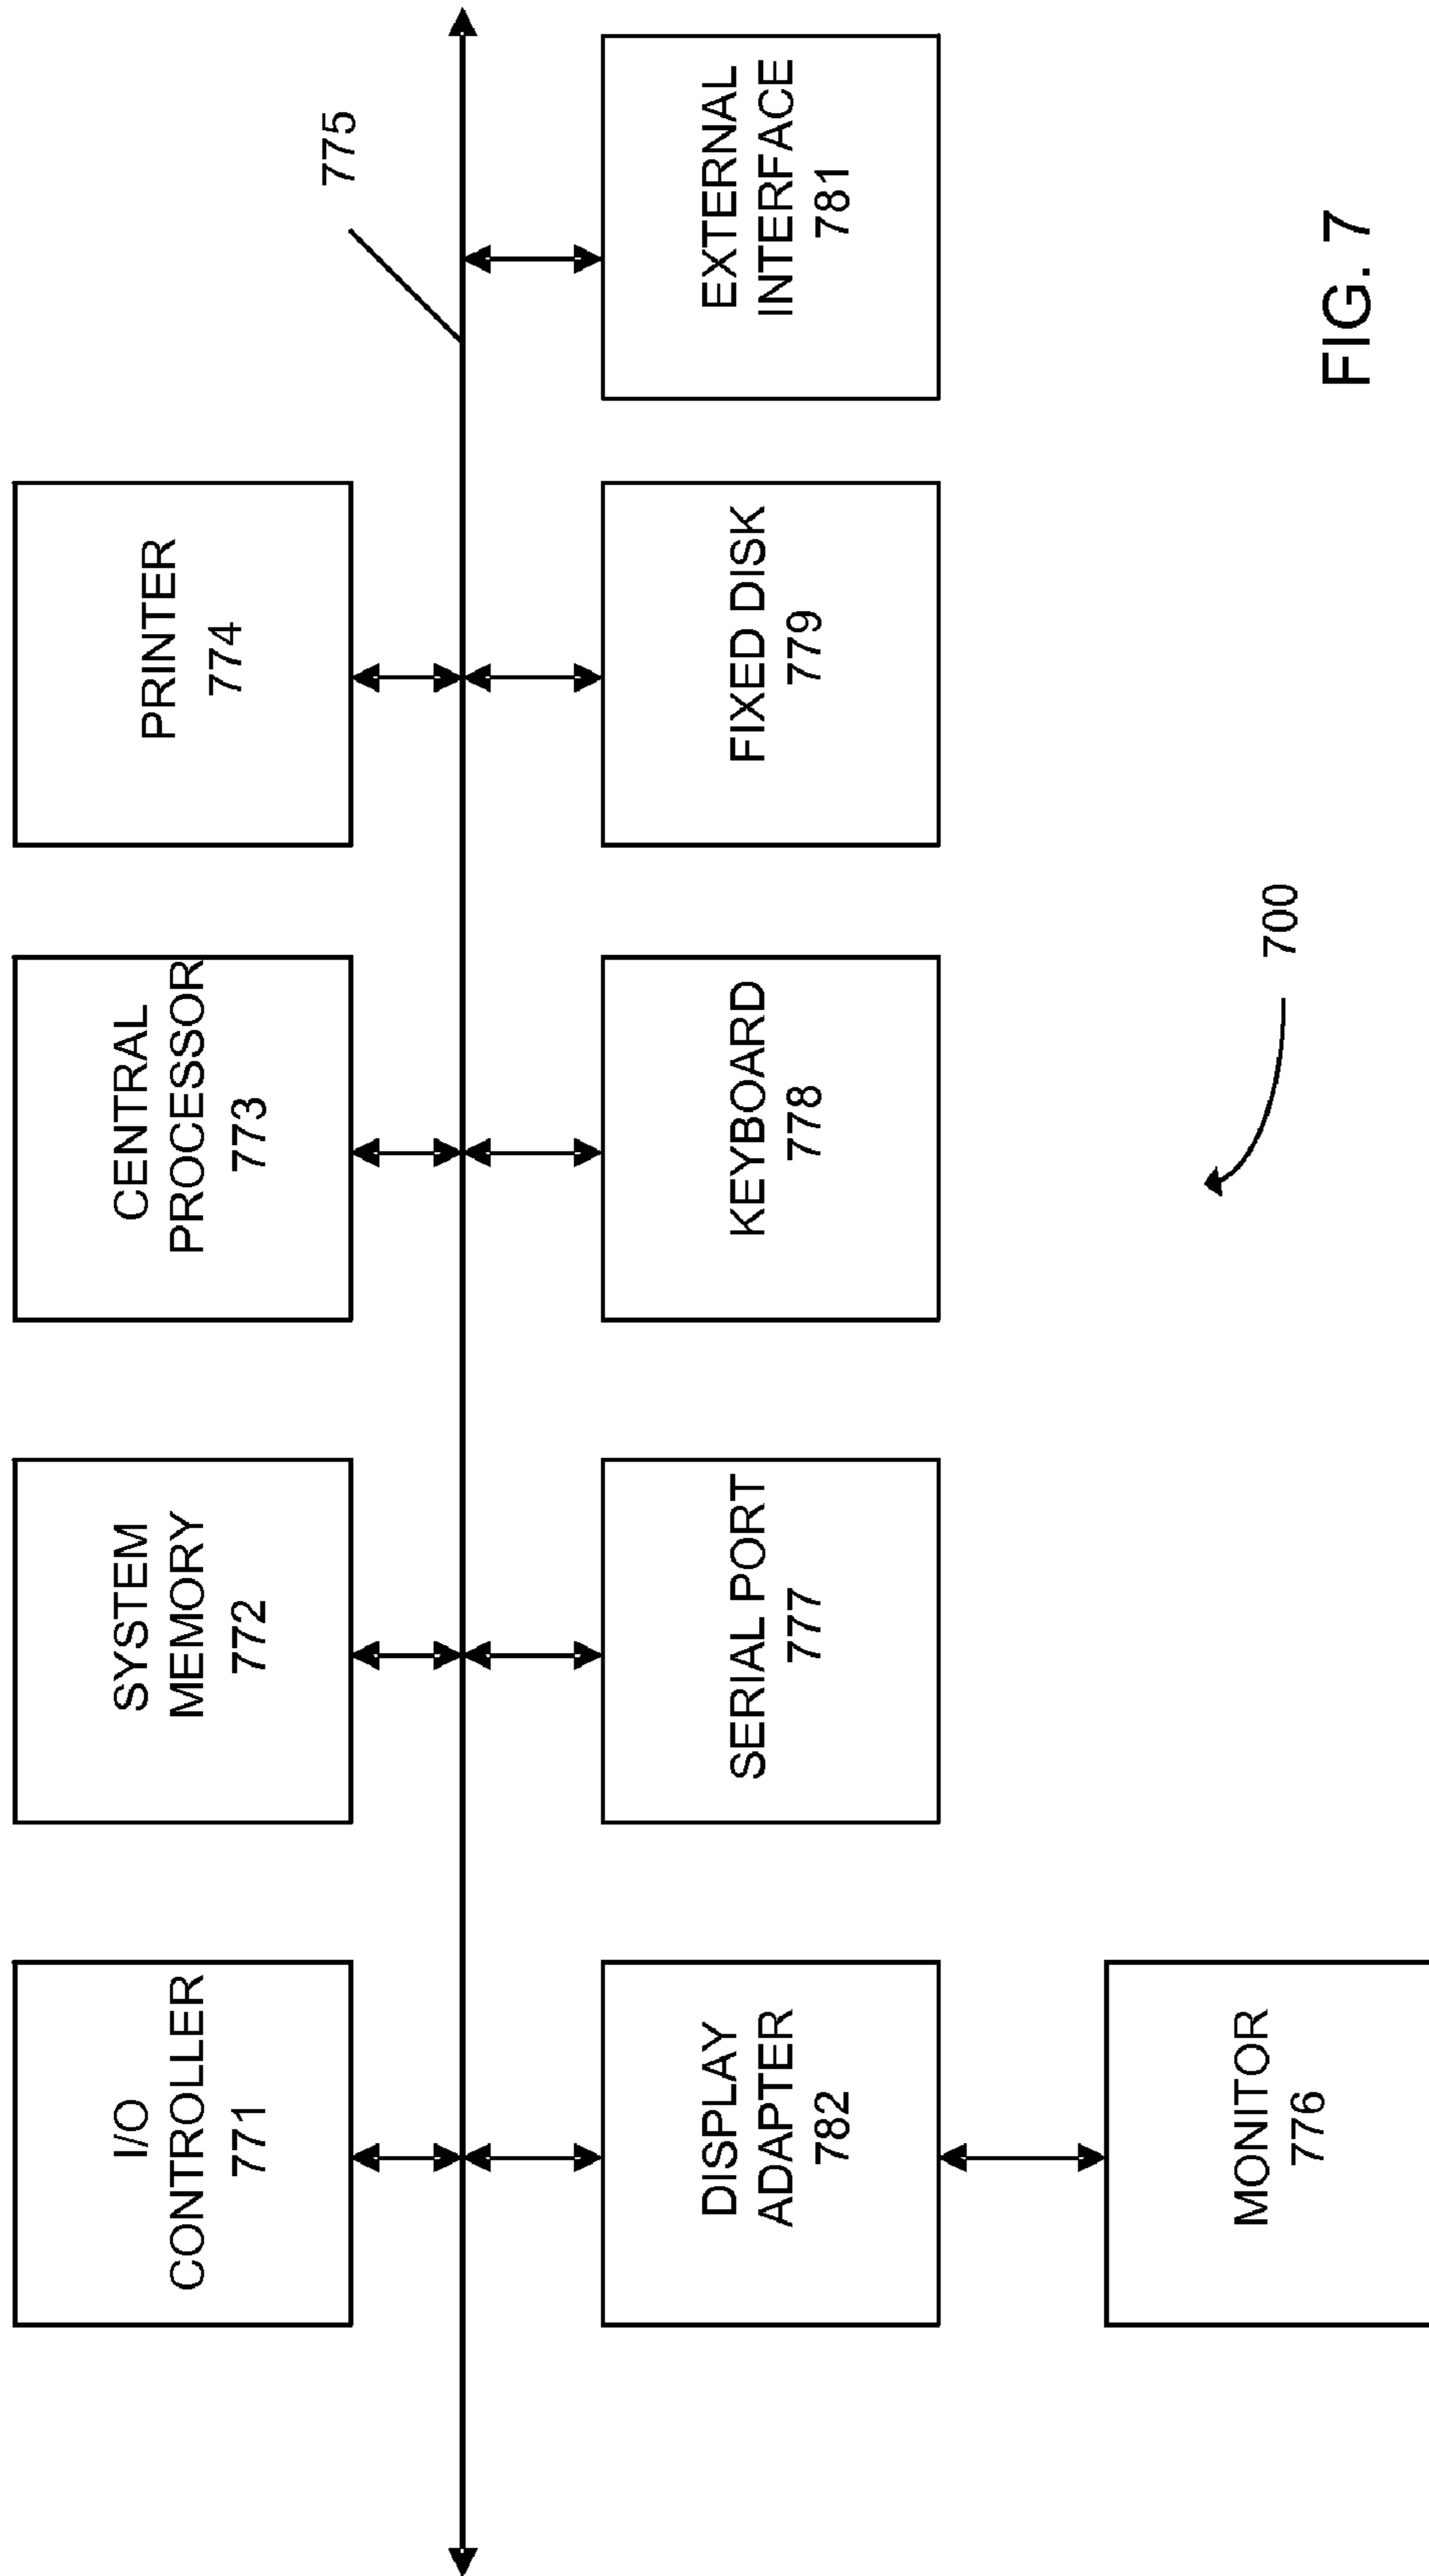 I/O
CONTROLLER
771
SYSTEM
MEMORY
772
CENTRAL
PROCESSOR
773
PRINTER
774
775
DISPLAY
ADAPTER
782
SERIAL PORT
777
KEYBOARD
778
FIXED DISK
779
EXTERNAL
INTERFACE
781
MONITOR
776
700
FIG. 7